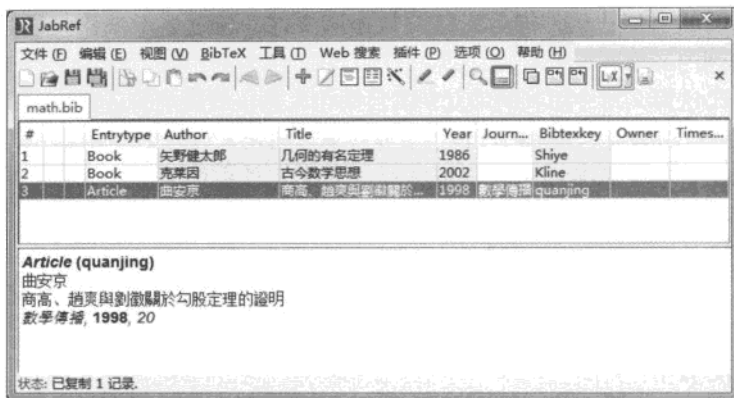 JabRef
文件 (F) 编辑 (E) 视图 (V) BibTeX 工具 (T) Web 搜索 插件 (P) 选项 (O) 帮助 (H)
math.bib
# Entrytype Author Title Year Journ... Bibtexkey Owner Times...
1 Book 矢野健太郎 几何的有名定理 1986 Shiye
2 Book 克莱因 古今数学思想 2002 Kline
3 Article 曲安京 商高、趙爽與劉徽關於... 1998 數學傳播 quanjing
Article (quanjing)
曲安京
商高、趙爽與劉徽關於勾股定理的證明
數學傳播, 1998, 20
状态: 已复制 1 记录.